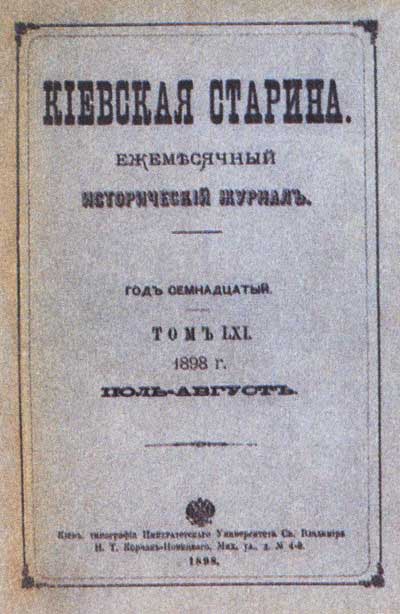 КІЕВСКАЯ СТАРИНА.
ЕЖЕМѢСЯЧНЫЙ
ИСТОРИЧЕСКІЙ ЖУРНАЛЪ.
ГОДЪ СЕМНАДЦАТЫЙ.
ТОМЪ LXI.
1898 г.
ІЮЛЬ-АВГУСТЪ.
Кіевъ. типографія Императорскаго Университета Св. Владиміра
Н. Т. Корчакъ-Новицкаго, Мих. ул., д. № 4-й.
1898.